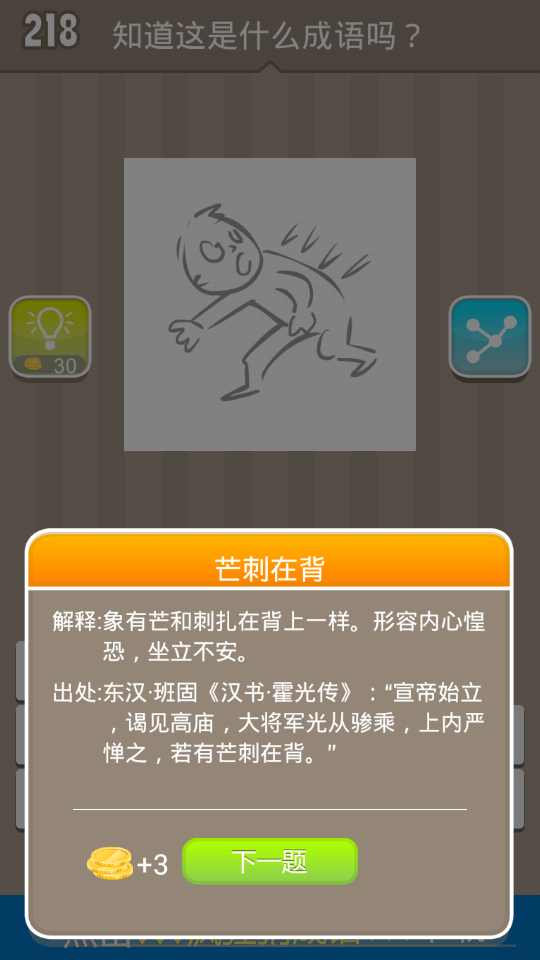 218
知道这是什么成语吗？
30
芒刺在背
解释:象有芒和刺扎在背上一样。形容内心惶
恐，坐立不安。
出处:东汉·班固《汉书·霍光传》：“宣帝始立
，谒见高庙，大将军光从骖乘，上内严
惮之，若有芒刺在背。”
+3
下一题